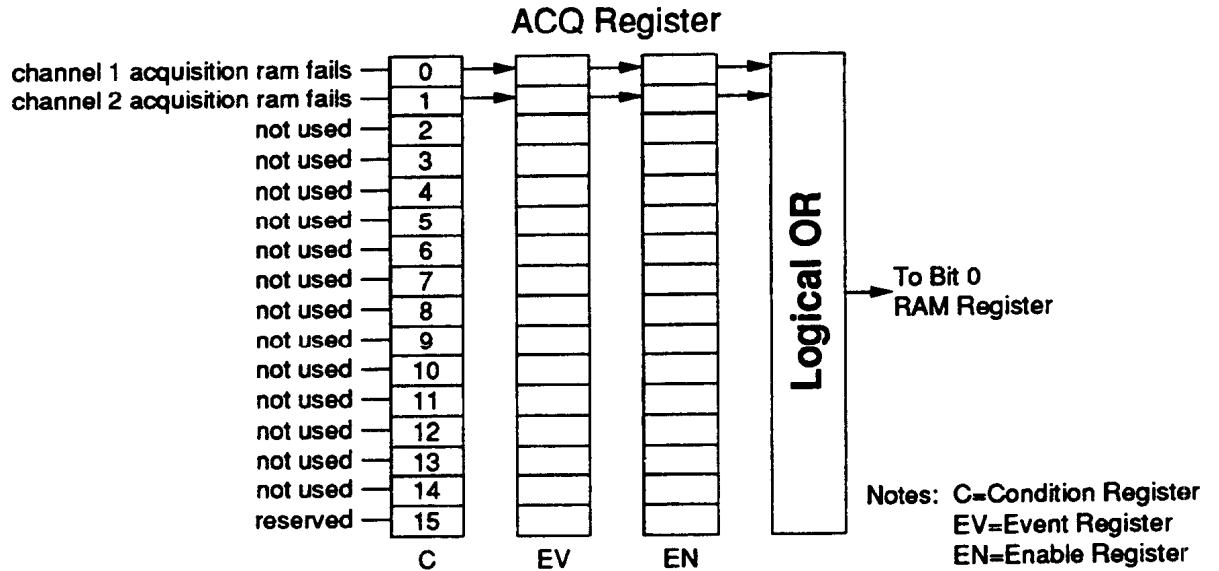 ACQ Register
channel 1 acquisition ram fails 0
channel 2 acquisition ram fails 1
not used 2
not used 3
not used 4
not used 5
not used 6
not used 7
not used 8
not used 9
not used 10
not used 11
not used 12
not used 13
not used 14
reserved 15
C EV EN
Logical OR
To Bit 0
RAM Register
Notes: C=Condition Register
EV=Event Register
EN=Enable Register